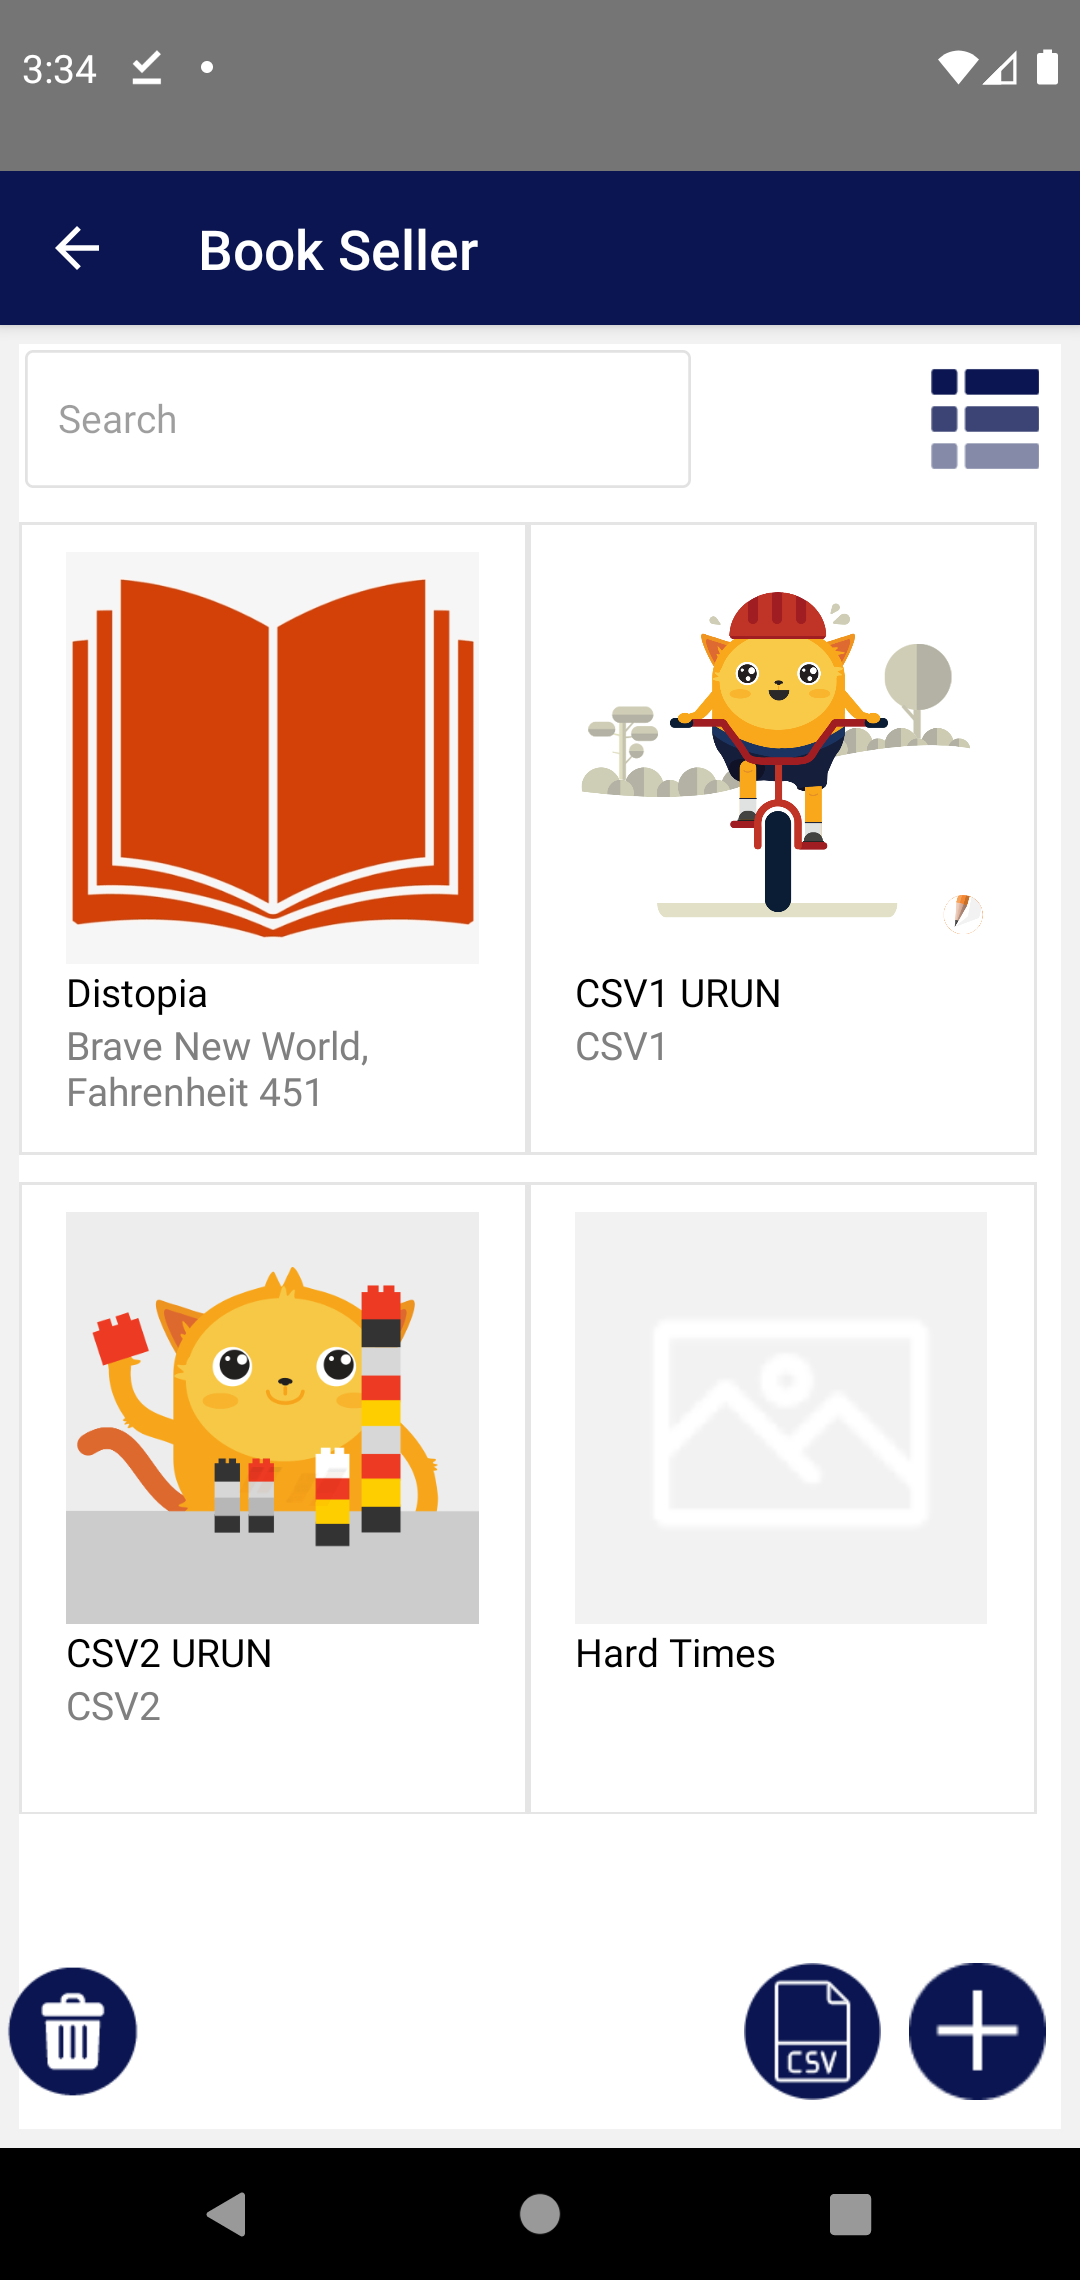 3:34
Book Seller
Search
Distopia
Brave New World,
Fahrenheit 451
CSV1 URUN
CSV1
CSV2 URUN
CSV2
Hard Times
CSV